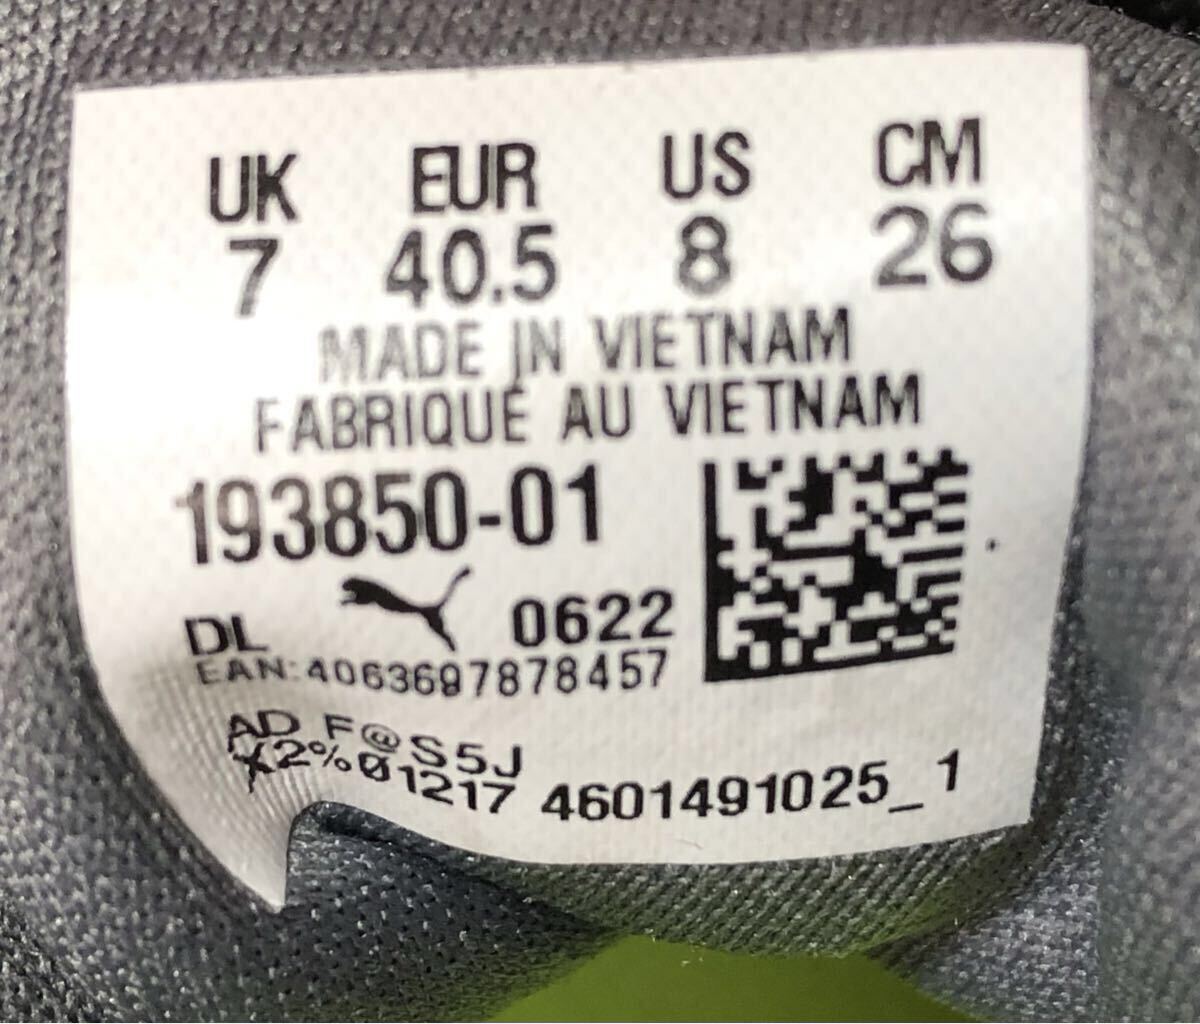 UK EUR US CM
7 40.5 8 26
MADE IN VIETNAM
FABRIQUE AU VIETNAM
193850-01
DL 0622
EAN:4063697878457
AD F@S5J
X2%Ø1217 4601491025_1